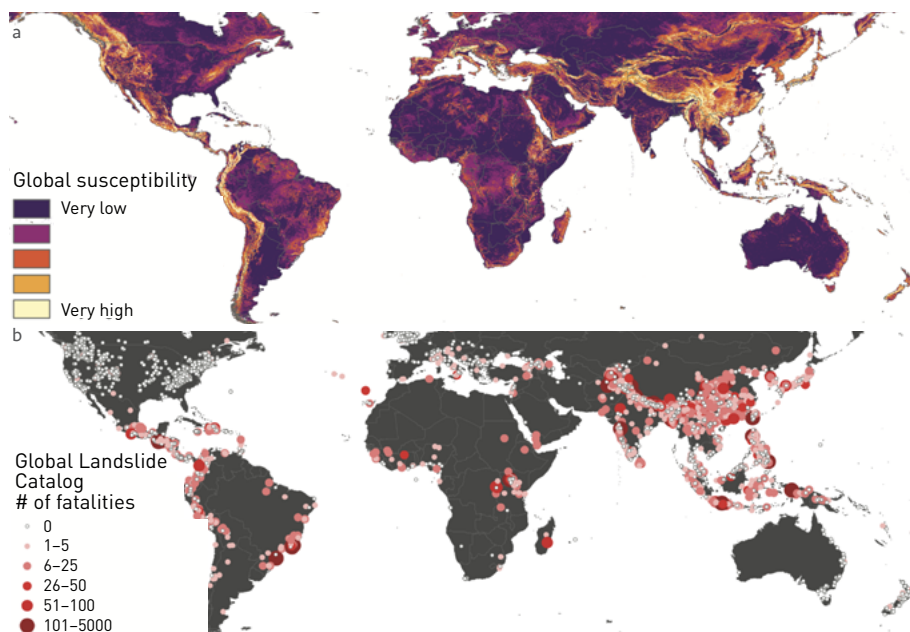 a
Global susceptibility
Very low
Very high
b
Global Landslide
Catalog
# of fatalities
0
1–5
6–25
26–50
51–100
101–5000